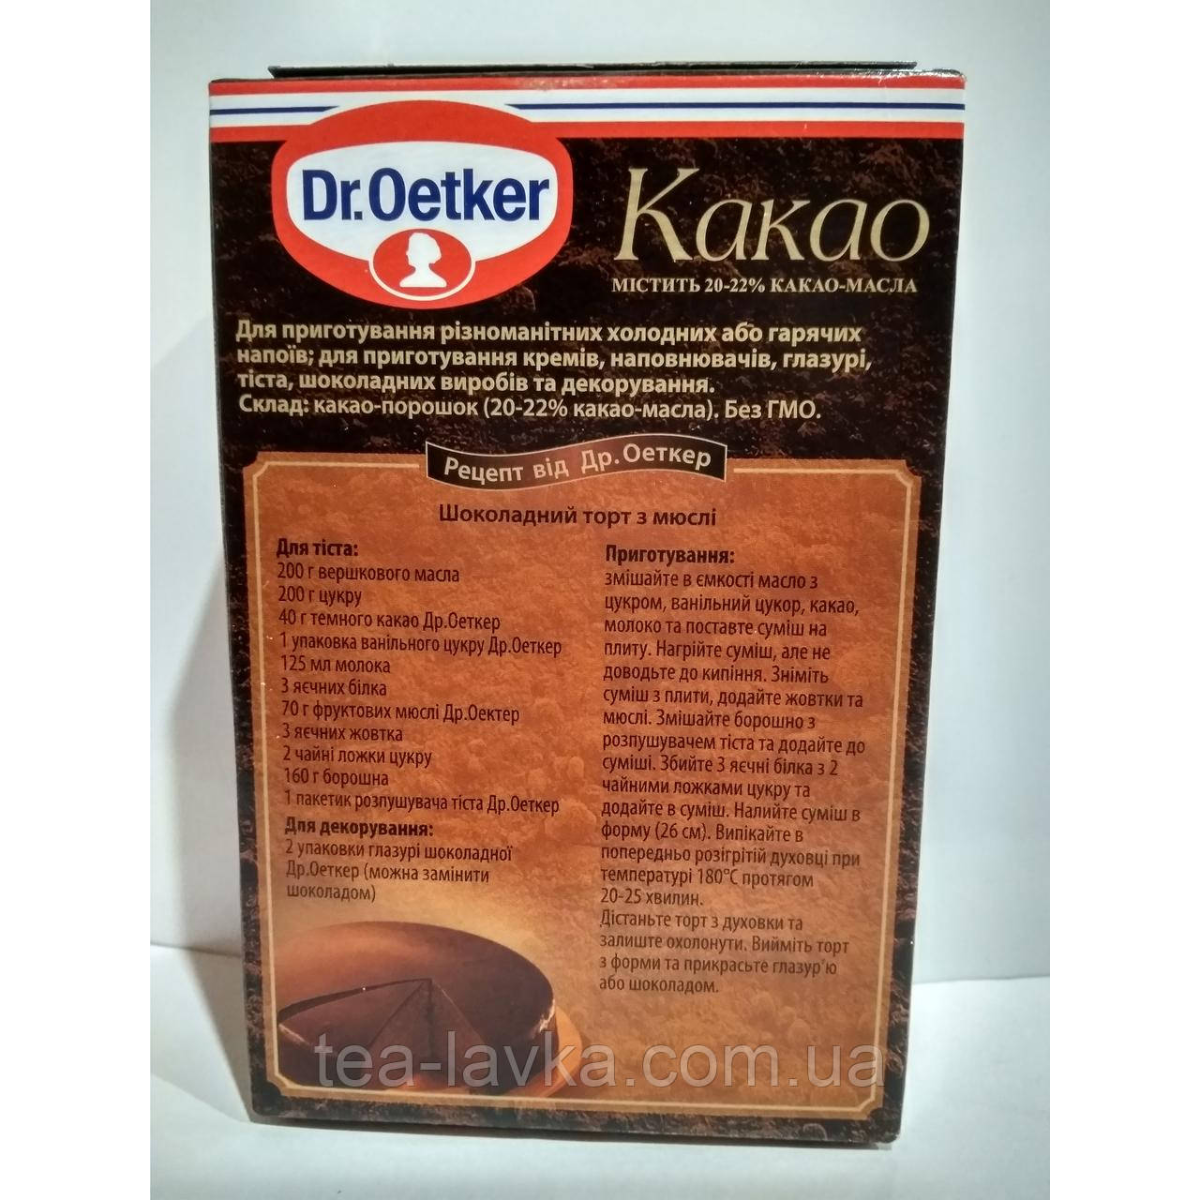 Dr.Oetker
Какао
МІСТИТЬ 20-22% КАКАО-МАСЛА
Для приготування різноманітних холодних або гарячих
напоїв; для приготування кремів, наповнювачів, глазурі,
тіста, шоколадних виробів та декорування.
Склад: какао-порошок (20-22% какао-масла). Без ГМО.
Рецепт від Др.Оеткер
Шоколадний торт з мюслі
Для тіста:
200 г вершкового масла
200 г цукру
40 г темного какао Др.Оеткер
1 упаковка ванільного цукру Др.Оеткер
125 мл молока
3 яєчних білка
70 г фруктових мюслі Др.Оектер
3 яєчних жовтка
2 чайні ложки цукру
160 г борошна
1 пакетик розпушувача тіста Др.Оеткер
Для декорування:
2 упаковки глазурі шоколадної
Др.Оеткер (можна замінити
шоколадом)
Приготування:
змішайте в ємкості масло з
цукром, ванільний цукор, какао,
молоко та поставте суміш на
плиту. Нагрійте суміш, але не
доводьте до кипіння. Зніміть
суміш з плити, додайте жовтки та
мюслі. Змішайте борошно з
розпушувачем тіста та додайте до
суміші. Збийте 3 яєчні білка з 2
чайними ложками цукру та
додайте в суміш. Налийте суміш в
форму (26 см). Випікайте в
попередньо розігрітій духовці при
температурі 180°С протягом
20-25 хвилин.
Дістаньте торт з духовки та
залиште охолонути. Вийміть торт
з форми та прикрасьте глазур'ю
або шоколадом.
tea-lavka.com.ua